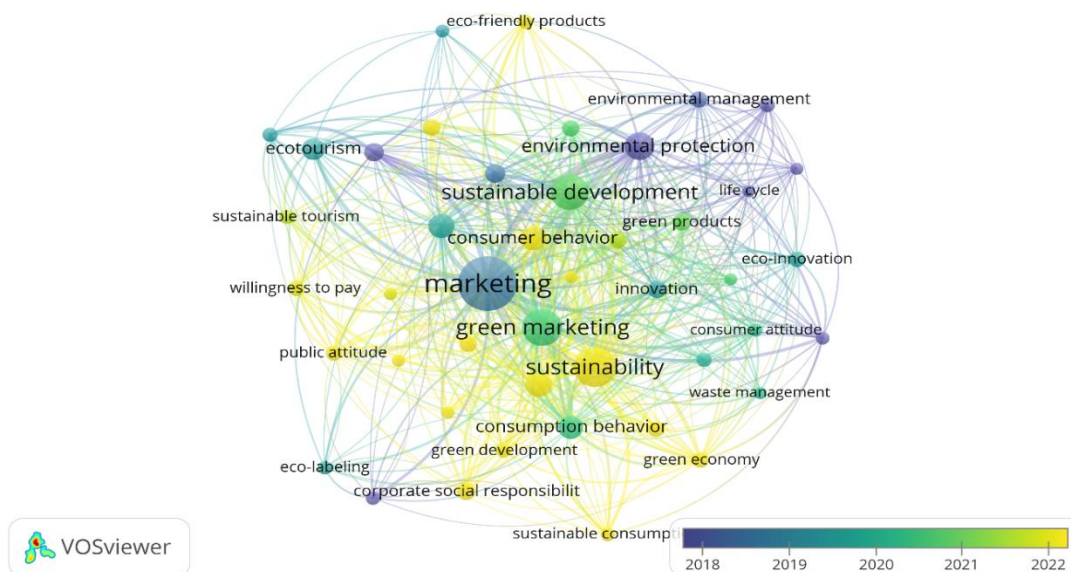 eco-friendly products
environmental management
ecotourism
environmental protection
sustainable development
life cycle
sustainable tourism
green products
consumer behavior
eco-innovation
willingness to pay
marketing
innovation
green marketing
consumer attitude
public attitude
sustainability
waste management
consumption behavior
green development
green economy
eco-labeling
corporate social responsibilit
sustainable consumpti
VOSviewer
2018 2019 2020 2021 2022